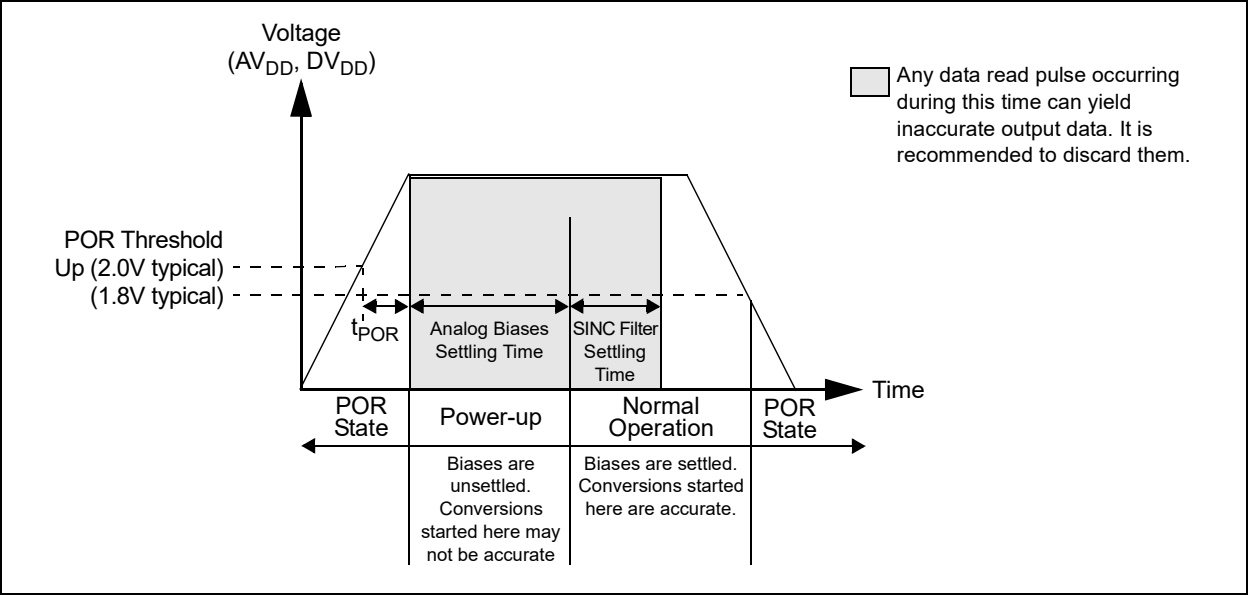 Voltage
(AVDD, DVDD)
Any data read pulse occurring
during this time can yield
inaccurate output data. It is
recommended to discard them.
POR Threshold
Up (2.0V typical)
(1.8V typical)
tPOR
Analog Biases
Settling Time
SINC Filter
Settling
Time
Time
POR
State
Power-up
Normal
Operation
POR
State
Biases are
unsettled.
Conversions
started here may
not be accurate
Biases are settled.
Conversions started
here are accurate.